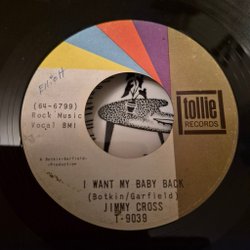 (64-6799)
Rock Music
Vocal BMI
tollie
RECORDS
A Botkin/Garfield
Production
I WANT MY BABY BACK
(Botkin/Garfield)
JIMMY CROSS
T-9039